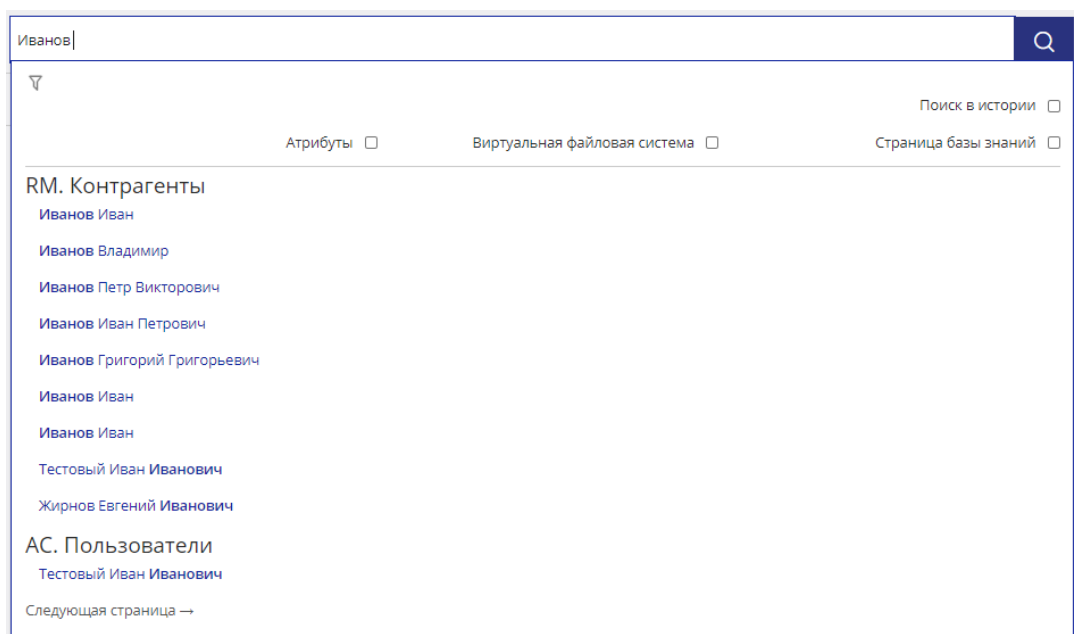 Иванов
Поиск в истории
Атрибуты Виртуальная файловая система Страница базы знаний
RM. Контрагенты
Иванов Иван
Иванов Владимир
Иванов Петр Викторович
Иванов Иван Петрович
Иванов Григорий Григорьевич
Иванов Иван
Иванов Иван
Тестовый Иван Иванович
Жирнов Евгений Иванович
АС. Пользователи
Тестовый Иван Иванович
Следующая страница →